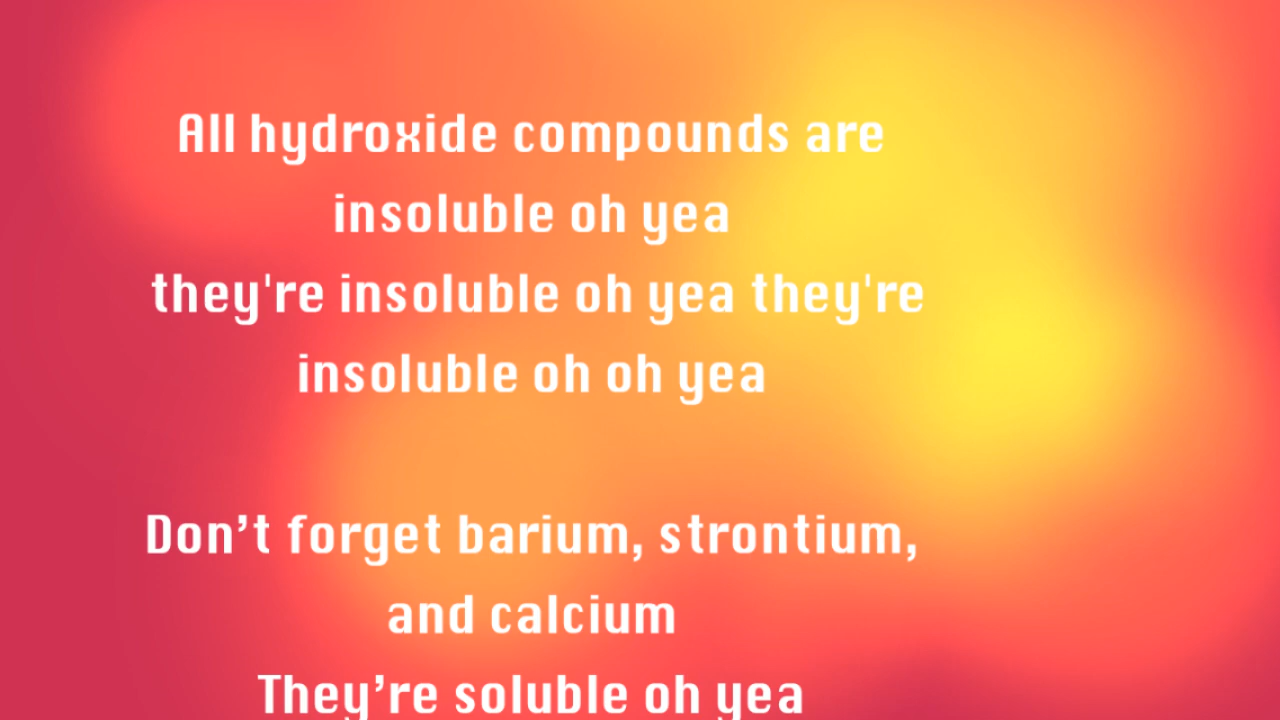 All hydroxide compounds are
insoluble oh yea
they're insoluble oh yea they're
insoluble oh oh yea
Don’t forget barium, strontium,
and calcium
They’re soluble oh yea